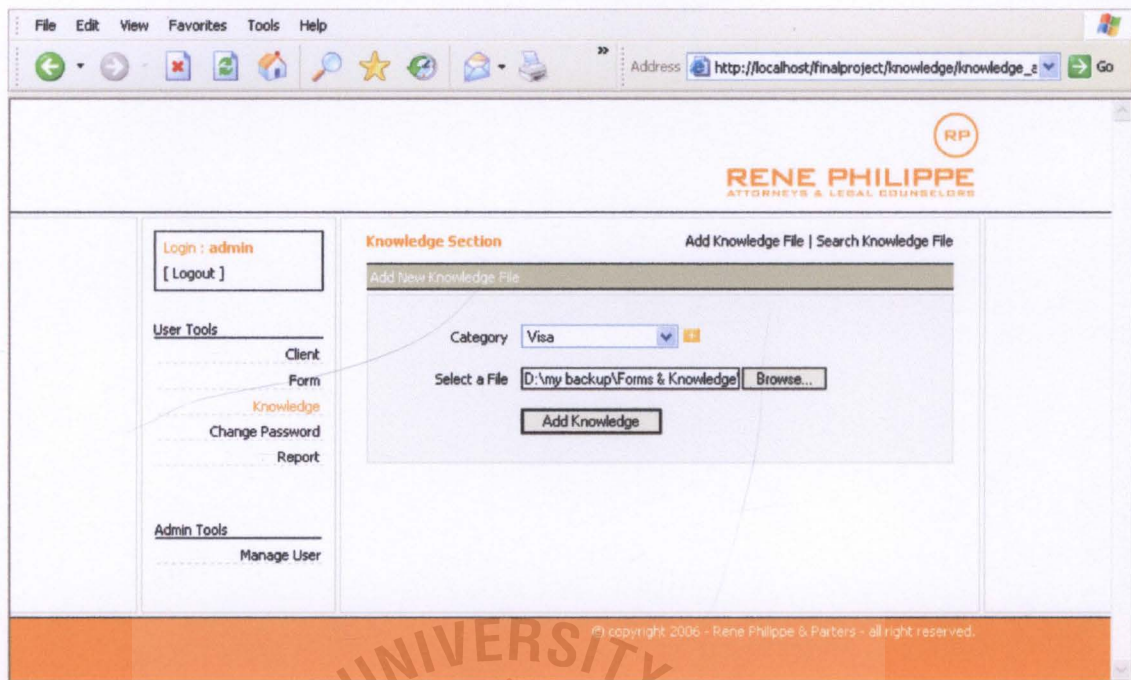 File Edit View Favorites Tools Help
» Address http://localhost/finalproject/knowledge/knowledge_a Go
RP
RENE PHILIPPE
ATTORNEYS & LEGAL COUNSELORS
Login : admin
[ Logout ]
User Tools
Client
Form
Knowledge
Change Password
Report
Admin Tools
Manage User
Knowledge Section Add Knowledge File | Search Knowledge File
Add New Knowledge File
Category Visa
Select a File D:\my backup\Forms & Knowledge\ Browse...
Add Knowledge
© copyright 2006 - Rene Philippe & Parters - all right reserved.
UNIVERSITY